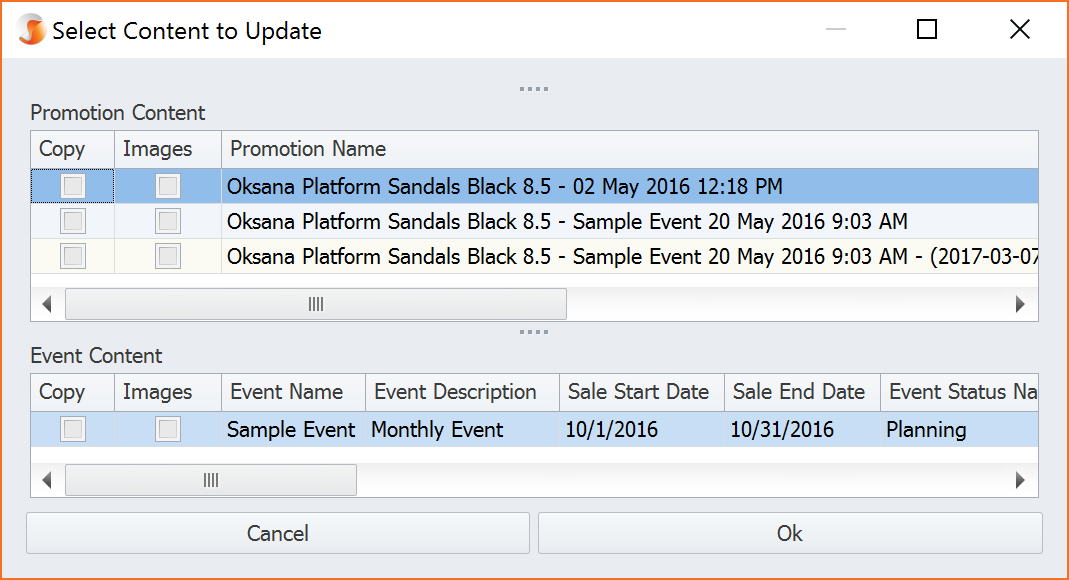 Select Content to Update
Promotion Content
Copy Images Promotion Name
Oksana Platform Sandals Black 8.5 - 02 May 2016 12:18 PM
Oksana Platform Sandals Black 8.5 - Sample Event 20 May 2016 9:03 AM
Oksana Platform Sandals Black 8.5 - Sample Event 20 May 2016 9:03 AM - (2017-03-07
Event Content
Copy Images Event Name Event Description Sale Start Date Sale End Date Event Status Na
Sample Event Monthly Event 10/1/2016 10/31/2016 Planning
Cancel Ok